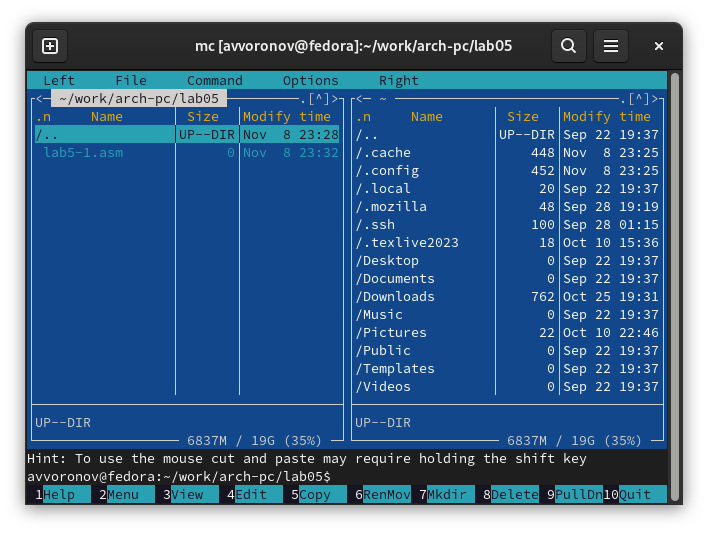 mc [avvoronov@fedora]:~/work/arch-pc/lab05
Left File Command Options Right
<─ ~/work/arch-pc/lab05 .[^]> <─ ~ .[^]>
.n Name Size Modify time .n Name Size Modify time
/.. UP--DIR Nov 8 23:28 /.. UP--DIR Sep 22 19:37
lab5-1.asm 0 Nov 8 23:32 /.cache 448 Nov 8 23:25
/.config 452 Nov 8 23:25
/.local 20 Sep 22 19:37
/.mozilla 48 Sep 28 19:19
/.ssh 100 Sep 28 01:15
/.texlive2023 18 Oct 10 15:36
/Desktop 0 Sep 22 19:37
/Documents 0 Sep 22 19:37
/Downloads 762 Oct 25 19:31
/Music 0 Sep 22 19:37
/Pictures 22 Oct 10 22:46
/Public 0 Sep 22 19:37
/Templates 0 Sep 22 19:37
/Videos 0 Sep 22 19:37
UP--DIR UP--DIR
6837M / 19G (35%) 6837M / 19G (35%)
Hint: To use the mouse cut and paste may require holding the shift key
avvoronov@fedora:~/work/arch-pc/lab05$
1Help 2Menu 3View 4Edit 5Copy 6RenMov 7Mkdir 8Delete 9PullDn 10Quit